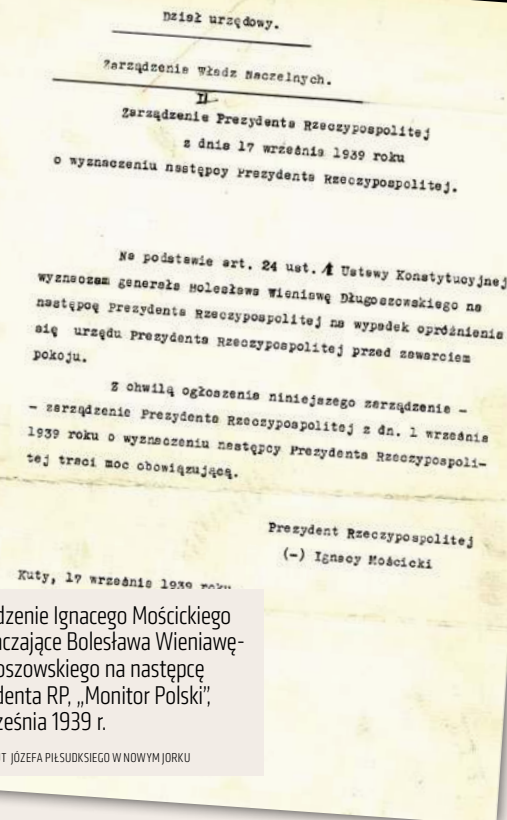 Dział urzędowy.
Zarządzenia Władz Naczelnych.
II
Zarządzenie Prezydenta Rzeczypospolitej
z dnia 17 września 1939 roku
o wyznaczeniu następcy Prezydenta Rzeczypospolitej.
Na podstawie art. 24 ust. 1 Ustawy Konstytucyjnej
wyznaczam generała Bolesława Wieniawę Długoszowskiego na
następcę Prezydenta Rzeczypospolitej na wypadek opróżnienia
się urzędu Prezydenta Rzeczypospolitej przed zawarciem
pokoju.
Z chwilą ogłoszenia niniejszego zarządzenia –
– zarządzenie Prezydenta Rzeczypospolitej z dn. 1 września
1939 roku o wyznaczeniu następcy Prezydenta Rzeczypospoli-
tej traci moc obowiązującą.
Prezydent Rzeczypospolitej
(–) Ignacy Mościcki
Kuty, 17 września 1939 roku
dzenie Ignacego Mościckiego
aczające Bolesława Wieniawę-
oszowskiego na następcę
denta RP, „Monitor Polski”,
ześnia 1939 r.
T JÓZEFA PIŁSUDKSIEGO W NOWYM JORKU